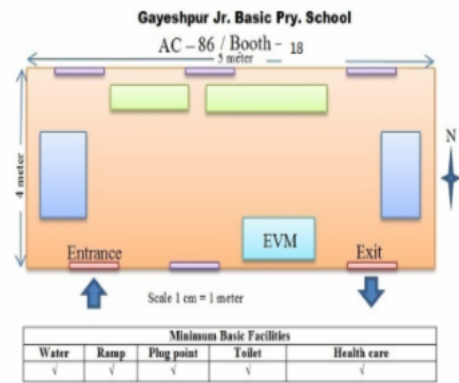 Gayeshpur Jr. Basic Pry. School
AC – 86 / Booth – 18
5 meter
4 meter
N
EVM
Entrance
Exit
Scale 1 cm = 1 meter
Minimum Basic Facilities
Water Ramp Plug point Toilet Health care
√ √ √ √ √